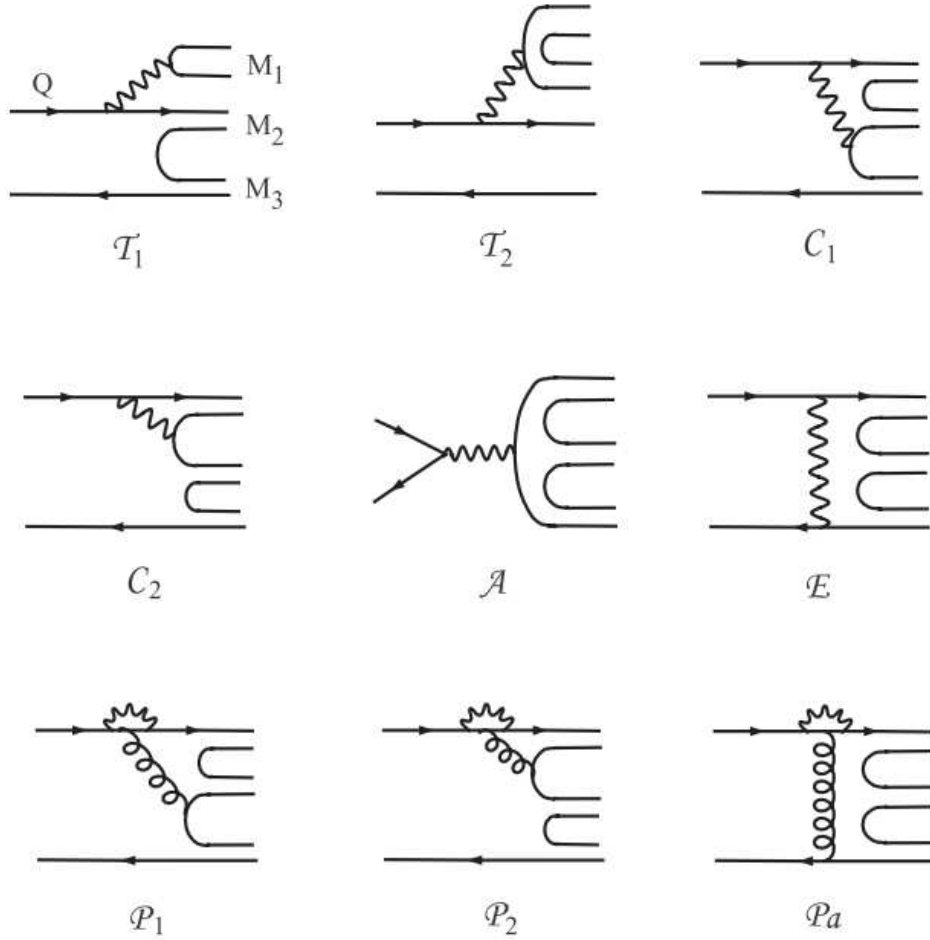 Q
M₁
M₂
M₃
𝒯₁ 𝒯₂ C₁
C₂ 𝒜 E
𝒫₁ 𝒫₂ 𝒫a